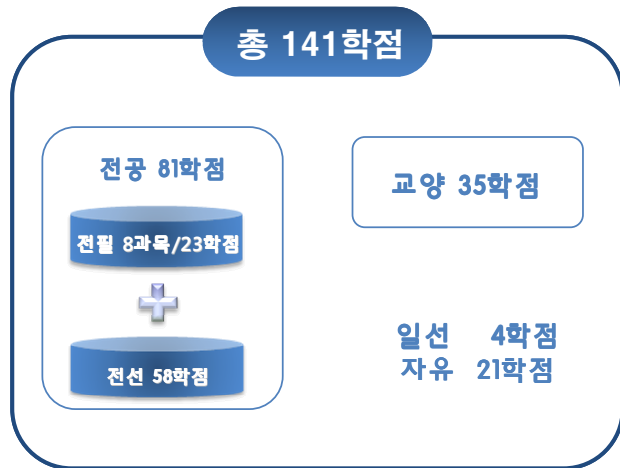 총 141학점
전공 81학점
전필 8과목/23학점
전선 58학점
교양 35학점
일선 4학점
자유 21학점